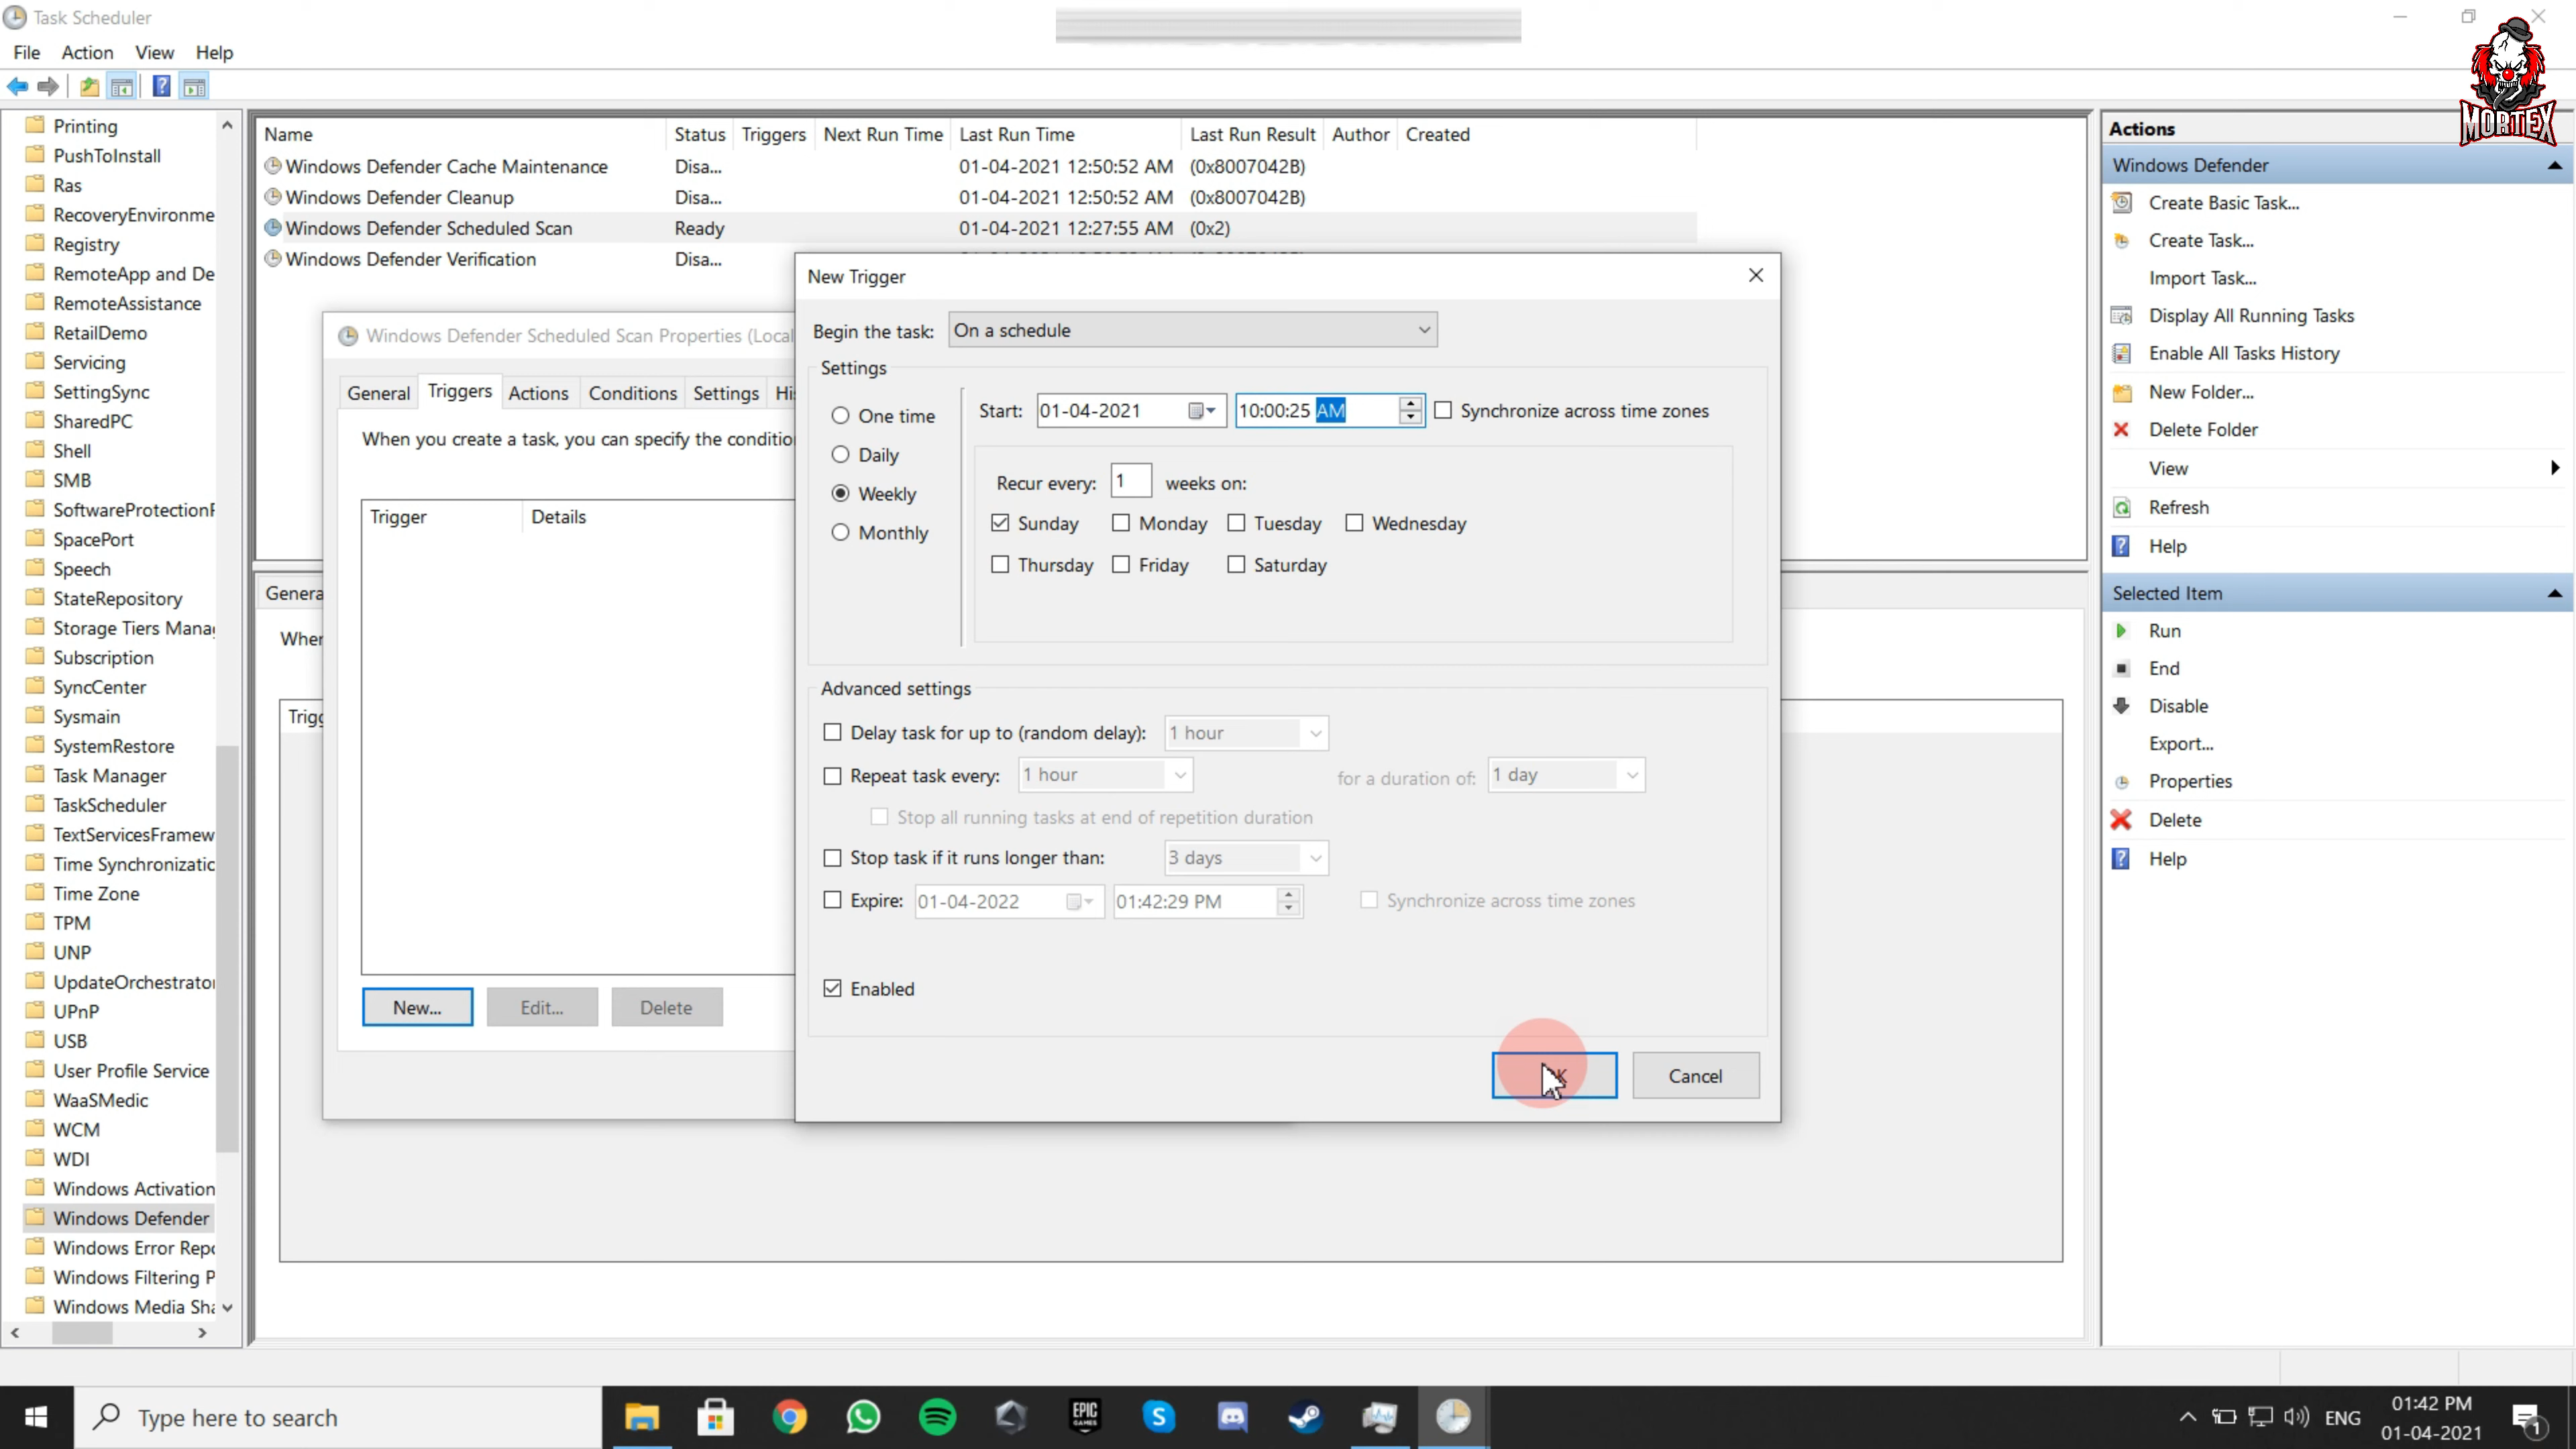 Task Scheduler
File Action View Help
MORTEX
Printing
PushToInstall
Ras
RecoveryEnvironme
Registry
RemoteApp and De
RemoteAssistance
RetailDemo
Servicing
SettingSync
SharedPC
Shell
SMB
SoftwareProtectionF
SpacePort
Speech
StateRepository
Storage Tiers Mana
Subscription
SyncCenter
Sysmain
SystemRestore
Task Manager
TaskScheduler
TextServicesFramew
Time Synchronizatic
Time Zone
TPM
UNP
UpdateOrchestrator
UPnP
USB
User Profile Service
WaaSMedic
WCM
WDI
Windows Activation
Windows Defender
Windows Error Repo
Windows Filtering P
Windows Media Sha
Name Status Triggers Next Run Time Last Run Time Last Run Result Author Created
Windows Defender Cache Maintenance Disa... 01-04-2021 12:50:52 AM (0x8007042B)
Windows Defender Cleanup Disa... 01-04-2021 12:50:52 AM (0x8007042B)
Windows Defender Scheduled Scan Ready 01-04-2021 12:27:55 AM (0x2)
Windows Defender Verification Disa...
Genera
Wher
Trigg
Windows Defender Scheduled Scan Properties (Local
General Triggers Actions Conditions Settings His
When you create a task, you can specify the conditio
Trigger Details
New... Edit... Delete
New Trigger
Begin the task: On a schedule
Settings
One time
Daily
Weekly
Monthly
Start: 01-04-2021 10:00:25 AM Synchronize across time zones
Recur every: 1 weeks on:
Sunday Monday Tuesday Wednesday
Thursday Friday Saturday
Advanced settings
Delay task for up to (random delay): 1 hour
Repeat task every: 1 hour for a duration of: 1 day
Stop all running tasks at end of repetition duration
Stop task if it runs longer than: 3 days
Expire: 01-04-2022 01:42:29 PM Synchronize across time zones
Enabled
Cancel
Actions
Windows Defender
Create Basic Task...
Create Task...
Import Task...
Display All Running Tasks
Enable All Tasks History
New Folder...
Delete Folder
View
Refresh
Help
Selected Item
Run
End
Disable
Export...
Properties
Delete
Help
Type here to search
EPIC
GAMES
ENG
01:42 PM
01-04-2021
1